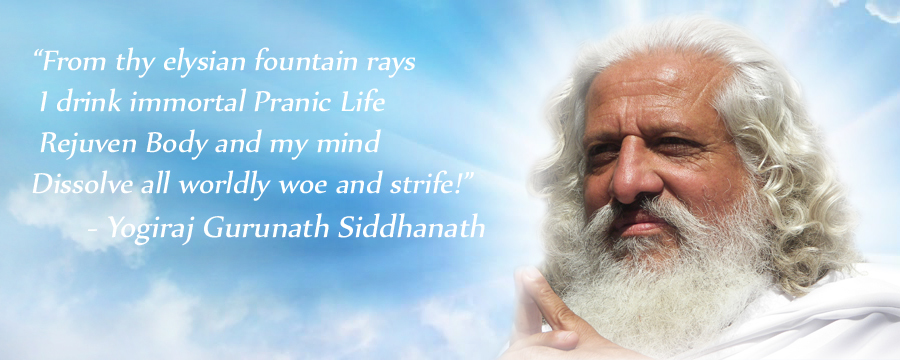 “From thy elysian fountain rays
I drink immortal Pranic Life
Rejuven Body and my mind
Dissolve all worldly woe and strife!”
- Yogiraj Gurunath Siddhanath